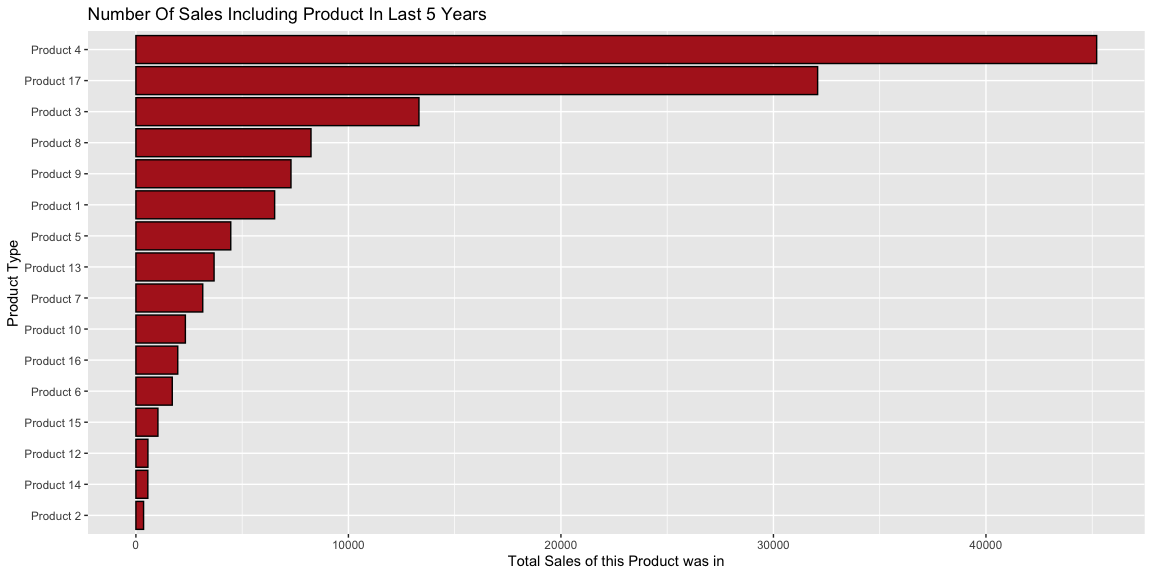 Number Of Sales Including Product In Last 5 Years
Product Type
Product 4
Product 17
Product 3
Product 8
Product 9
Product 1
Product 5
Product 13
Product 7
Product 10
Product 16
Product 6
Product 15
Product 12
Product 14
Product 2
0 10000 20000 30000 40000
Total Sales of this Product was in